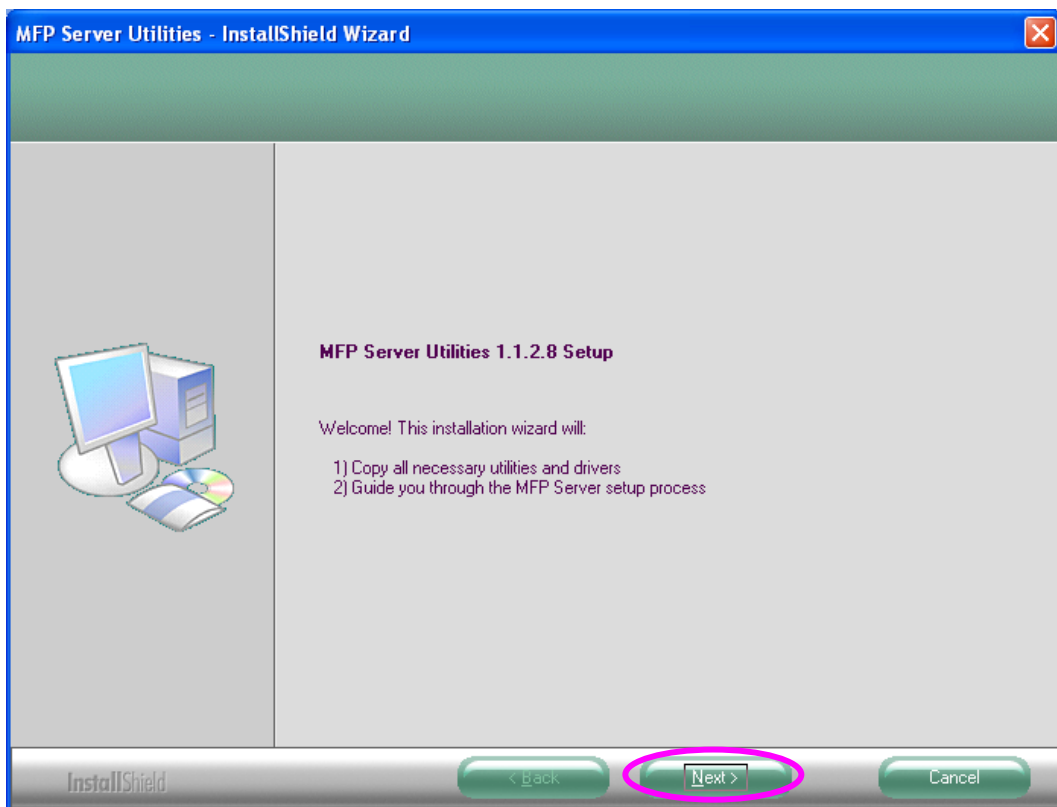 MFP Server Utilities - InstallShield Wizard
MFP Server Utilities 1.1.2.8 Setup
Welcome! This installation wizard will:
1) Copy all necessary utilities and drivers
2) Guide you through the MFP Server setup process
InstallShield
< Back
Next >
Cancel